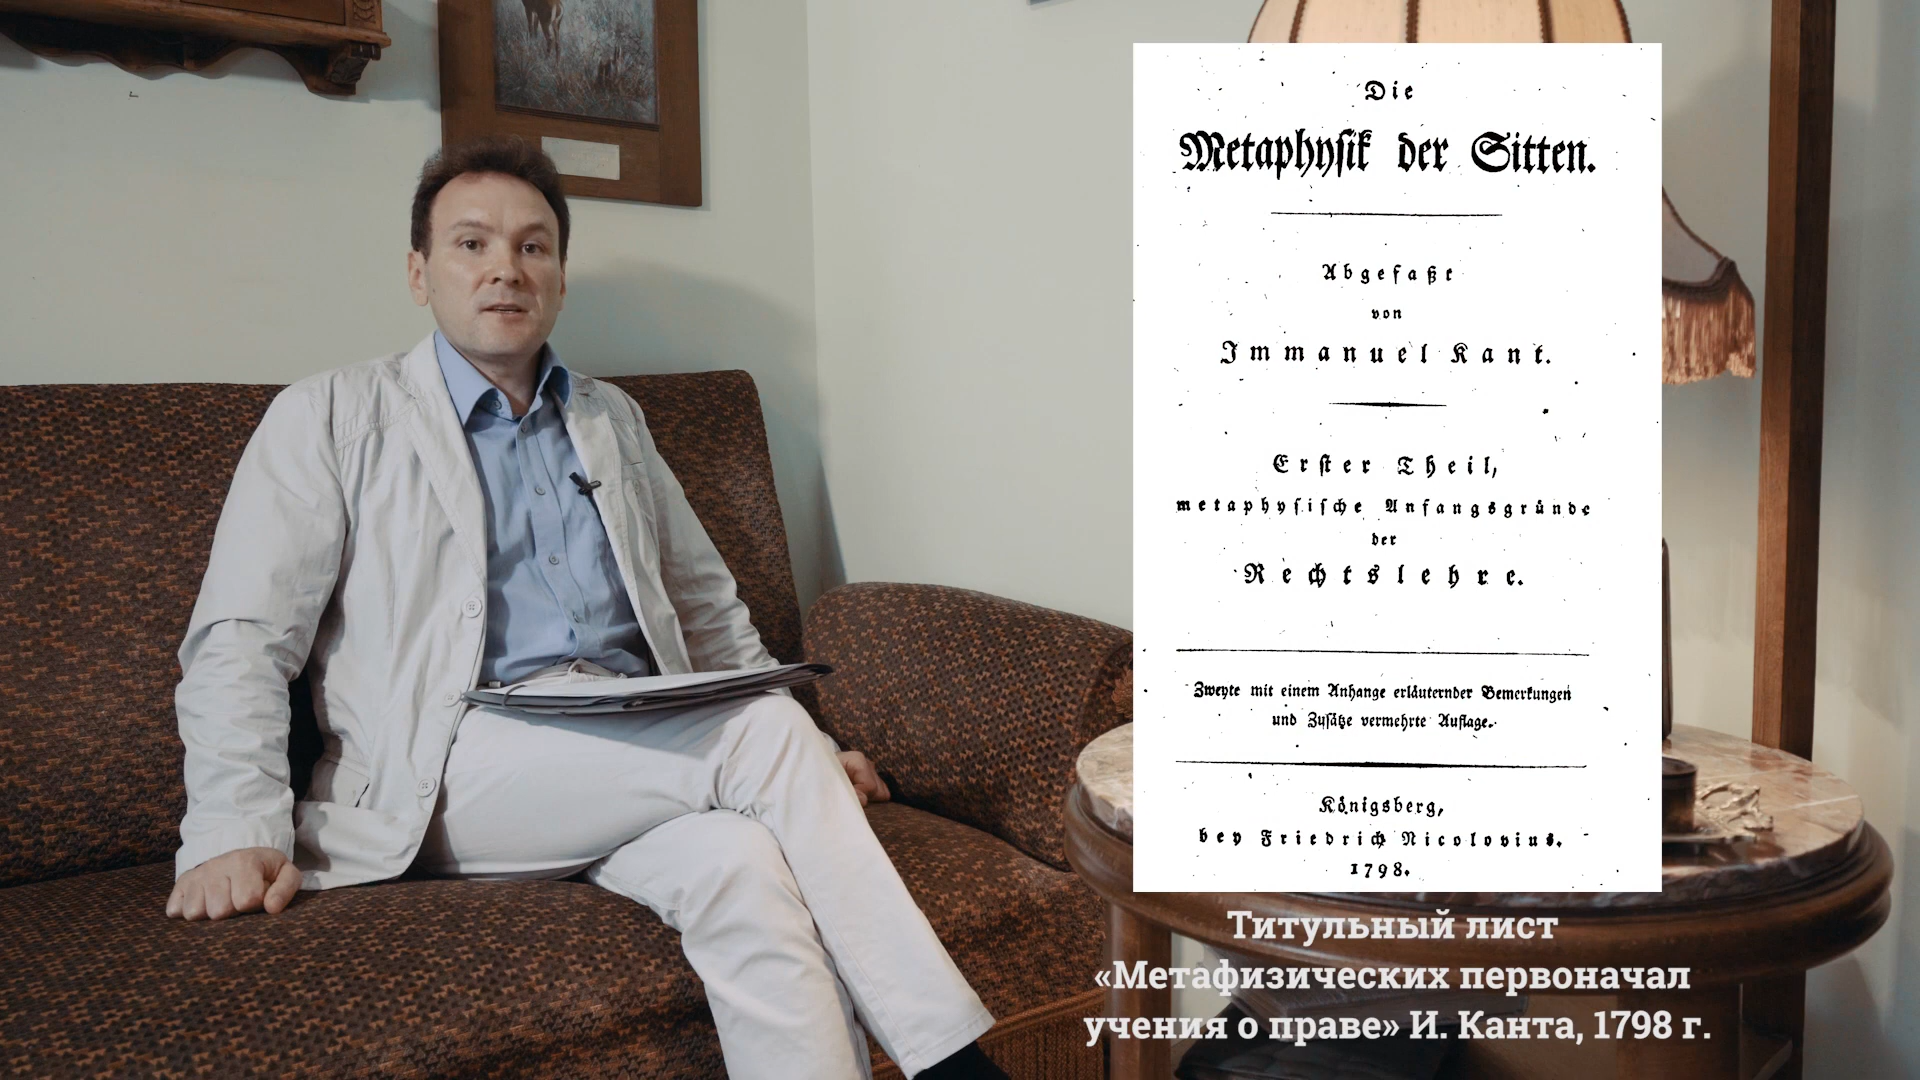 Die
Metaphysik der Sitten.
Abgefaßt
von
Immanuel Kant.
Erster Theil,
metaphysische Anfangsgründe
der
Rechtslehre.
Zweyte mit einem Anhange erläuternder Bemerkungen
und Zusätze vermehrte Auflage.
Königsberg,
bey Friedrich Nicolovius.
1798.
Титульный лист
«Метафизических первоначал
учения о праве» И. Канта, 1798 г.